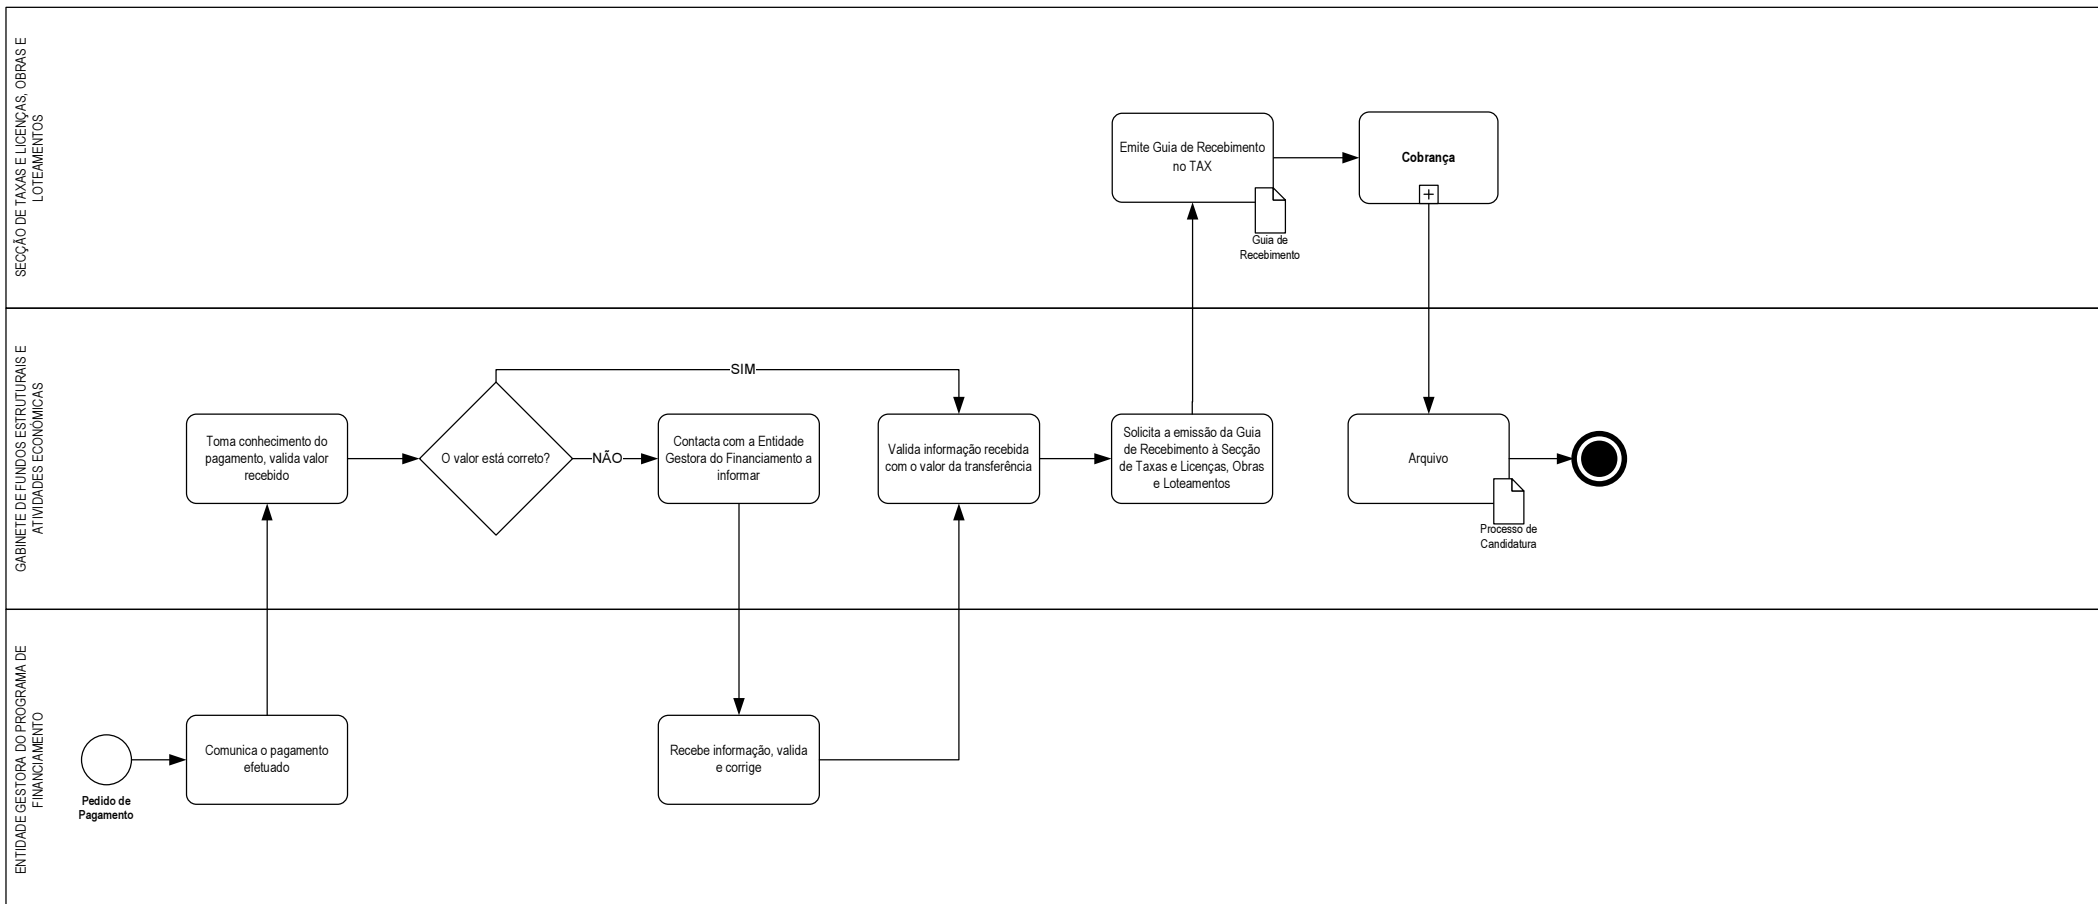 SECÇÃO DE TAXAS E LICENÇAS, OBRAS E
LOTEAMENTOS
Emite Guia de Recebimento
no TAX
Guia de
Recebimento
Cobrança
GABINETE DE FUNDOS ESTRUTURAIS E
ATIVIDADES ECONÓMICAS
Toma conhecimento do
pagamento, valida valor
recebido
O valor está correto?
SIM
NÃO
Contacta com a Entidade
Gestora do Financiamento a
informar
Valida informação recebida
com o valor da transferência
Solicita a emissão da Guia
de Recebimento à Secção
de Taxas e Licenças, Obras
e Loteamentos
Arquivo
Processo de
Candidatura
ENTIDADE GESTORA DO PROGRAMA DE
FINANCIAMENTO
Pedido de
Pagamento
Comunica o pagamento
efetuado
Recebe informação, valida
e corrige